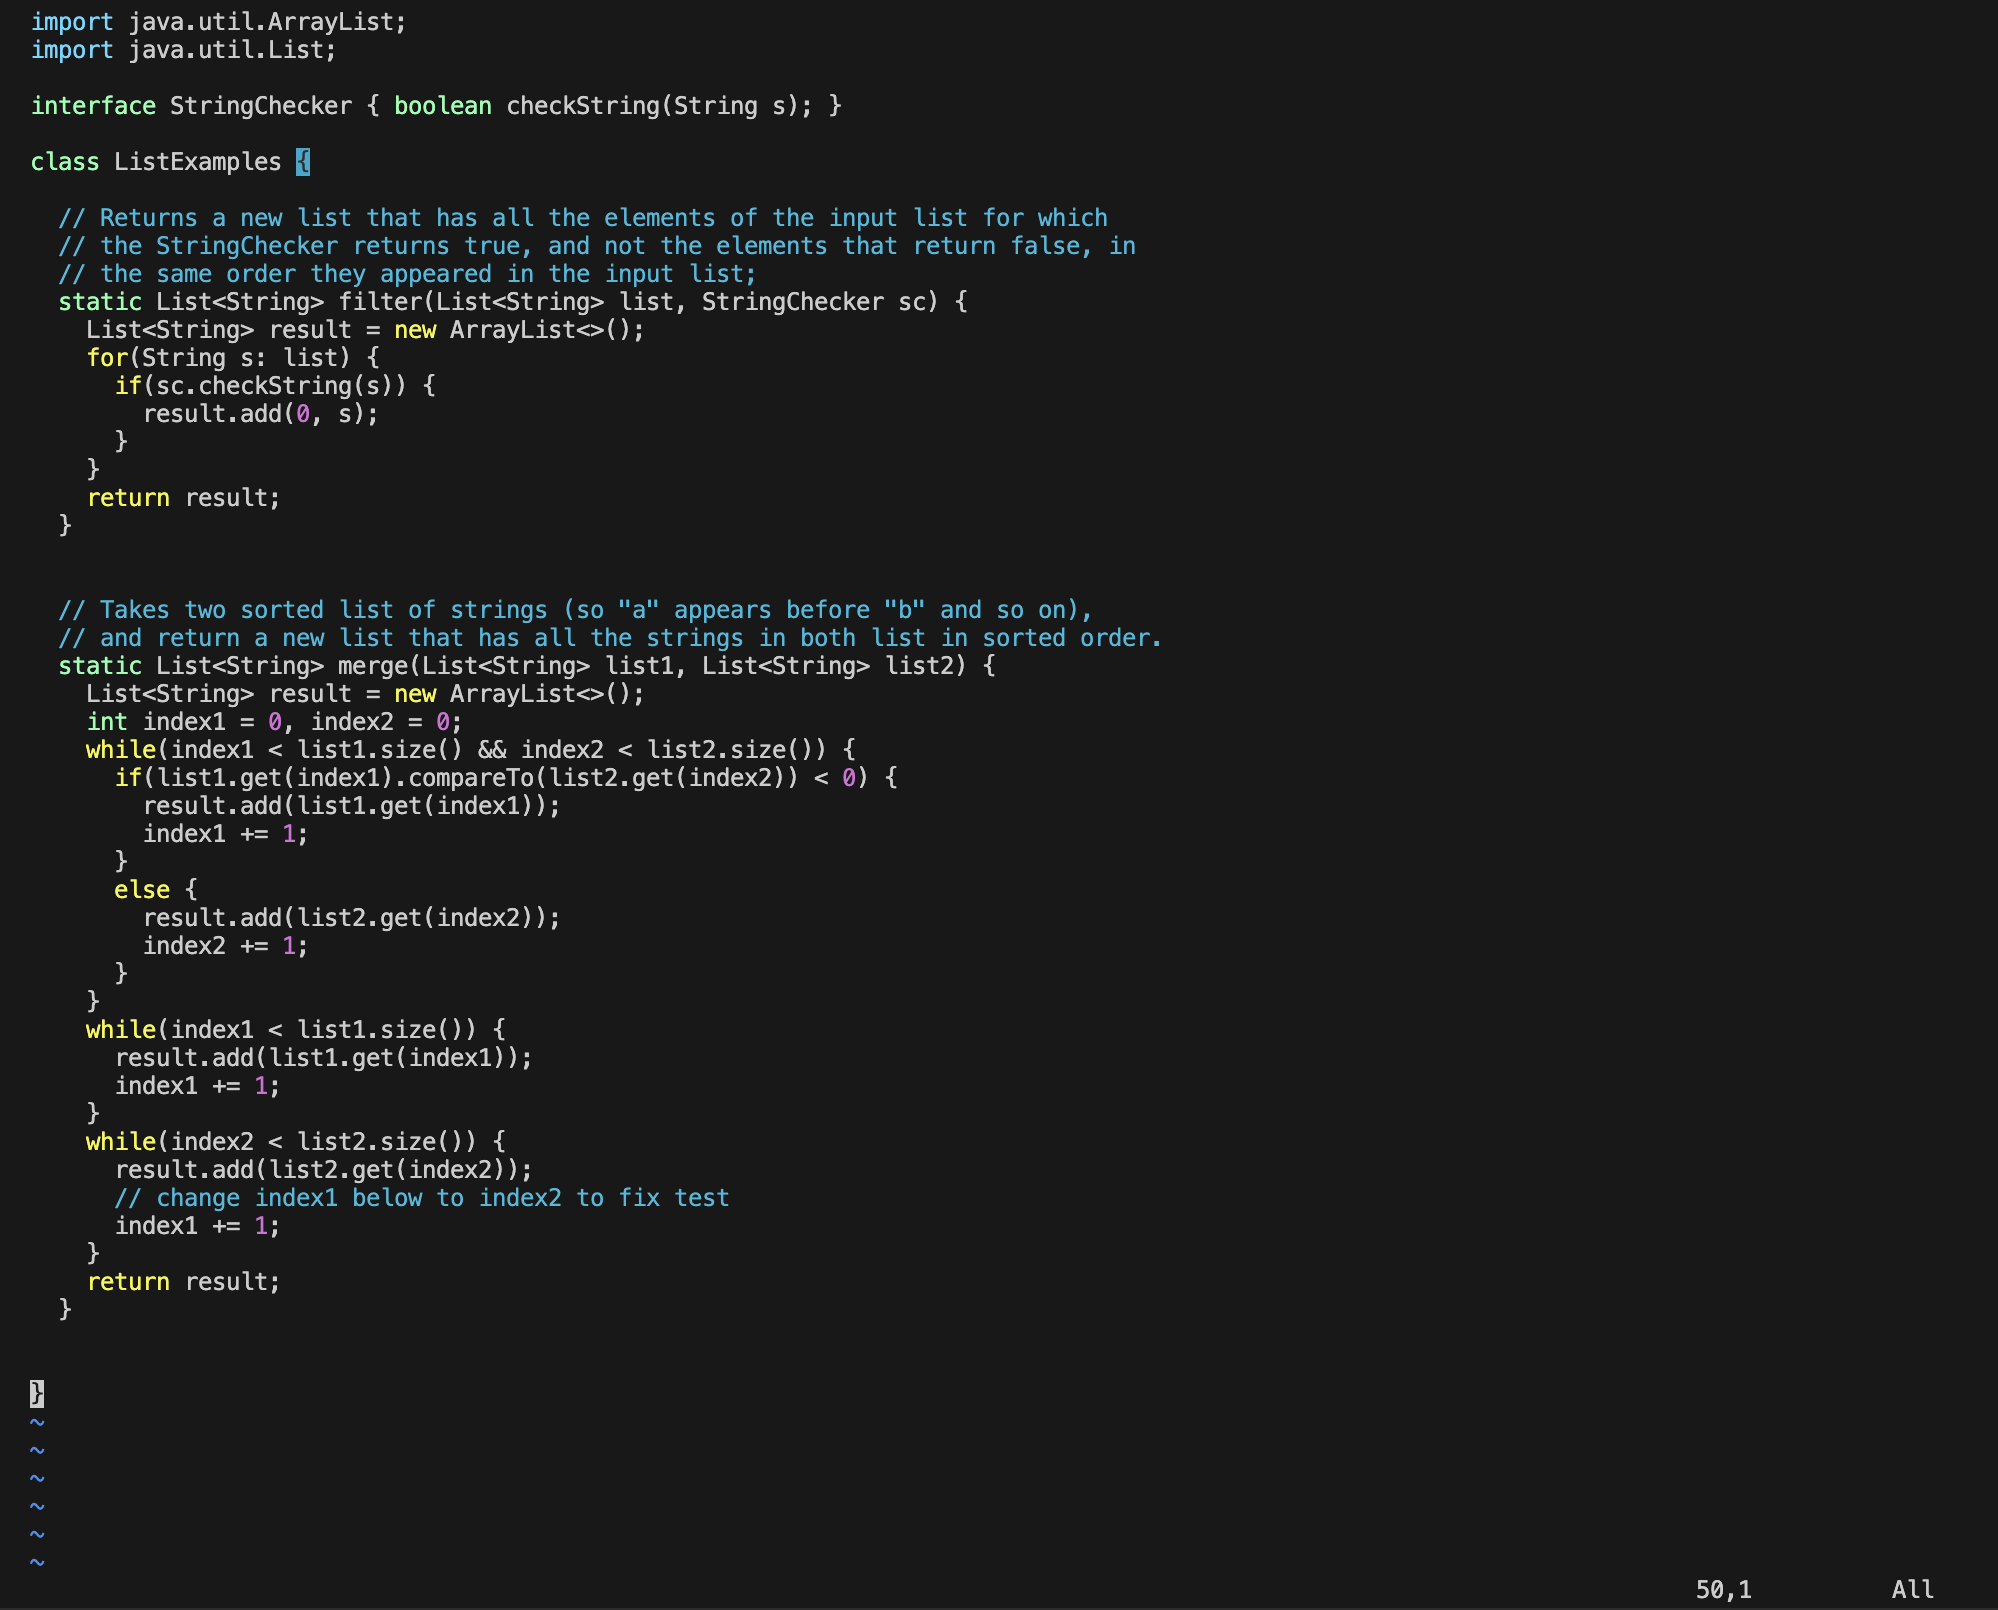 import java.util.ArrayList;
import java.util.List;

interface StringChecker { boolean checkString(String s); }

class ListExamples {

  // Returns a new list that has all the elements of the input list for which
  // the StringChecker returns true, and not the elements that return false, in
  // the same order they appeared in the input list;
  static List<String> filter(List<String> list, StringChecker sc) {
    List<String> result = new ArrayList<>();
    for(String s: list) {
      if(sc.checkString(s)) {
        result.add(0, s);
      }
    }
    return result;
  }


  // Takes two sorted list of strings (so "a" appears before "b" and so on),
  // and return a new list that has all the strings in both list in sorted order.
  static List<String> merge(List<String> list1, List<String> list2) {
    List<String> result = new ArrayList<>();
    int index1 = 0, index2 = 0;
    while(index1 < list1.size() && index2 < list2.size()) {
      if(list1.get(index1).compareTo(list2.get(index2)) < 0) {
        result.add(list1.get(index1));
        index1 += 1;
      }
      else {
        result.add(list2.get(index2));
        index2 += 1;
      }
    }
    while(index1 < list1.size()) {
      result.add(list1.get(index1));
      index1 += 1;
    }
    while(index2 < list2.size()) {
      result.add(list2.get(index2));
      // change index1 below to index2 to fix test
      index1 += 1;
    }
    return result;
  }


}
~
~
~
~
~
~
50,1 All